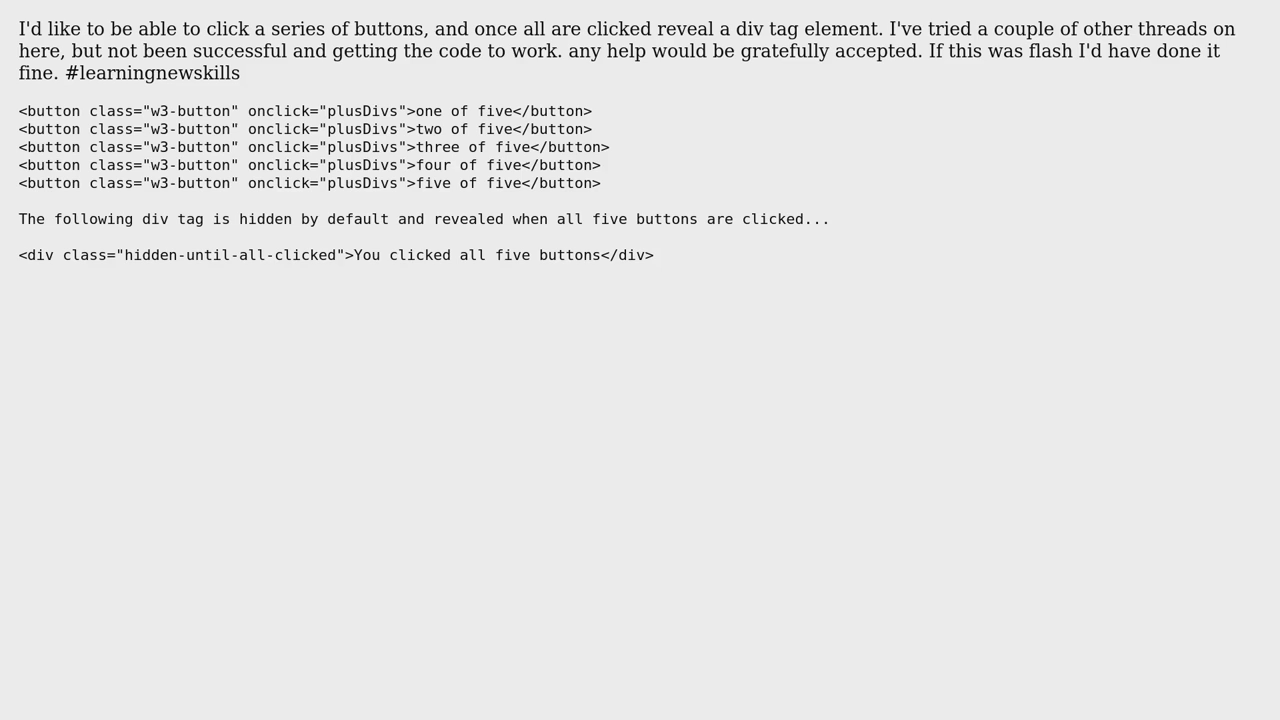 I'd like to be able to click a series of buttons, and once all are clicked reveal a div tag element. I've tried a couple of other threads on
here, but not been successful and getting the code to work. any help would be gratefully accepted. If this was flash I'd have done it
fine. #learningnewskills
<button class="w3-button" onclick="plusDivs">one of five</button>
<button class="w3-button" onclick="plusDivs">two of five</button>
<button class="w3-button" onclick="plusDivs">three of five</button>
<button class="w3-button" onclick="plusDivs">four of five</button>
<button class="w3-button" onclick="plusDivs">five of five</button>
The following div tag is hidden by default and revealed when all five buttons are clicked...
<div class="hidden-until-all-clicked">You clicked all five buttons</div>